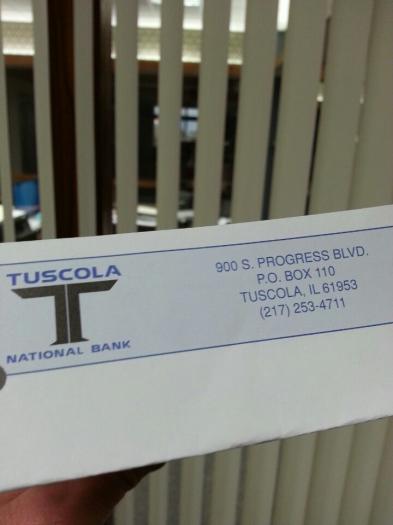 TUSCOLA
T
NATIONAL BANK
900 S. PROGRESS BLVD.
P.O. BOX 110
TUSCOLA, IL 61953
(217) 253-4711